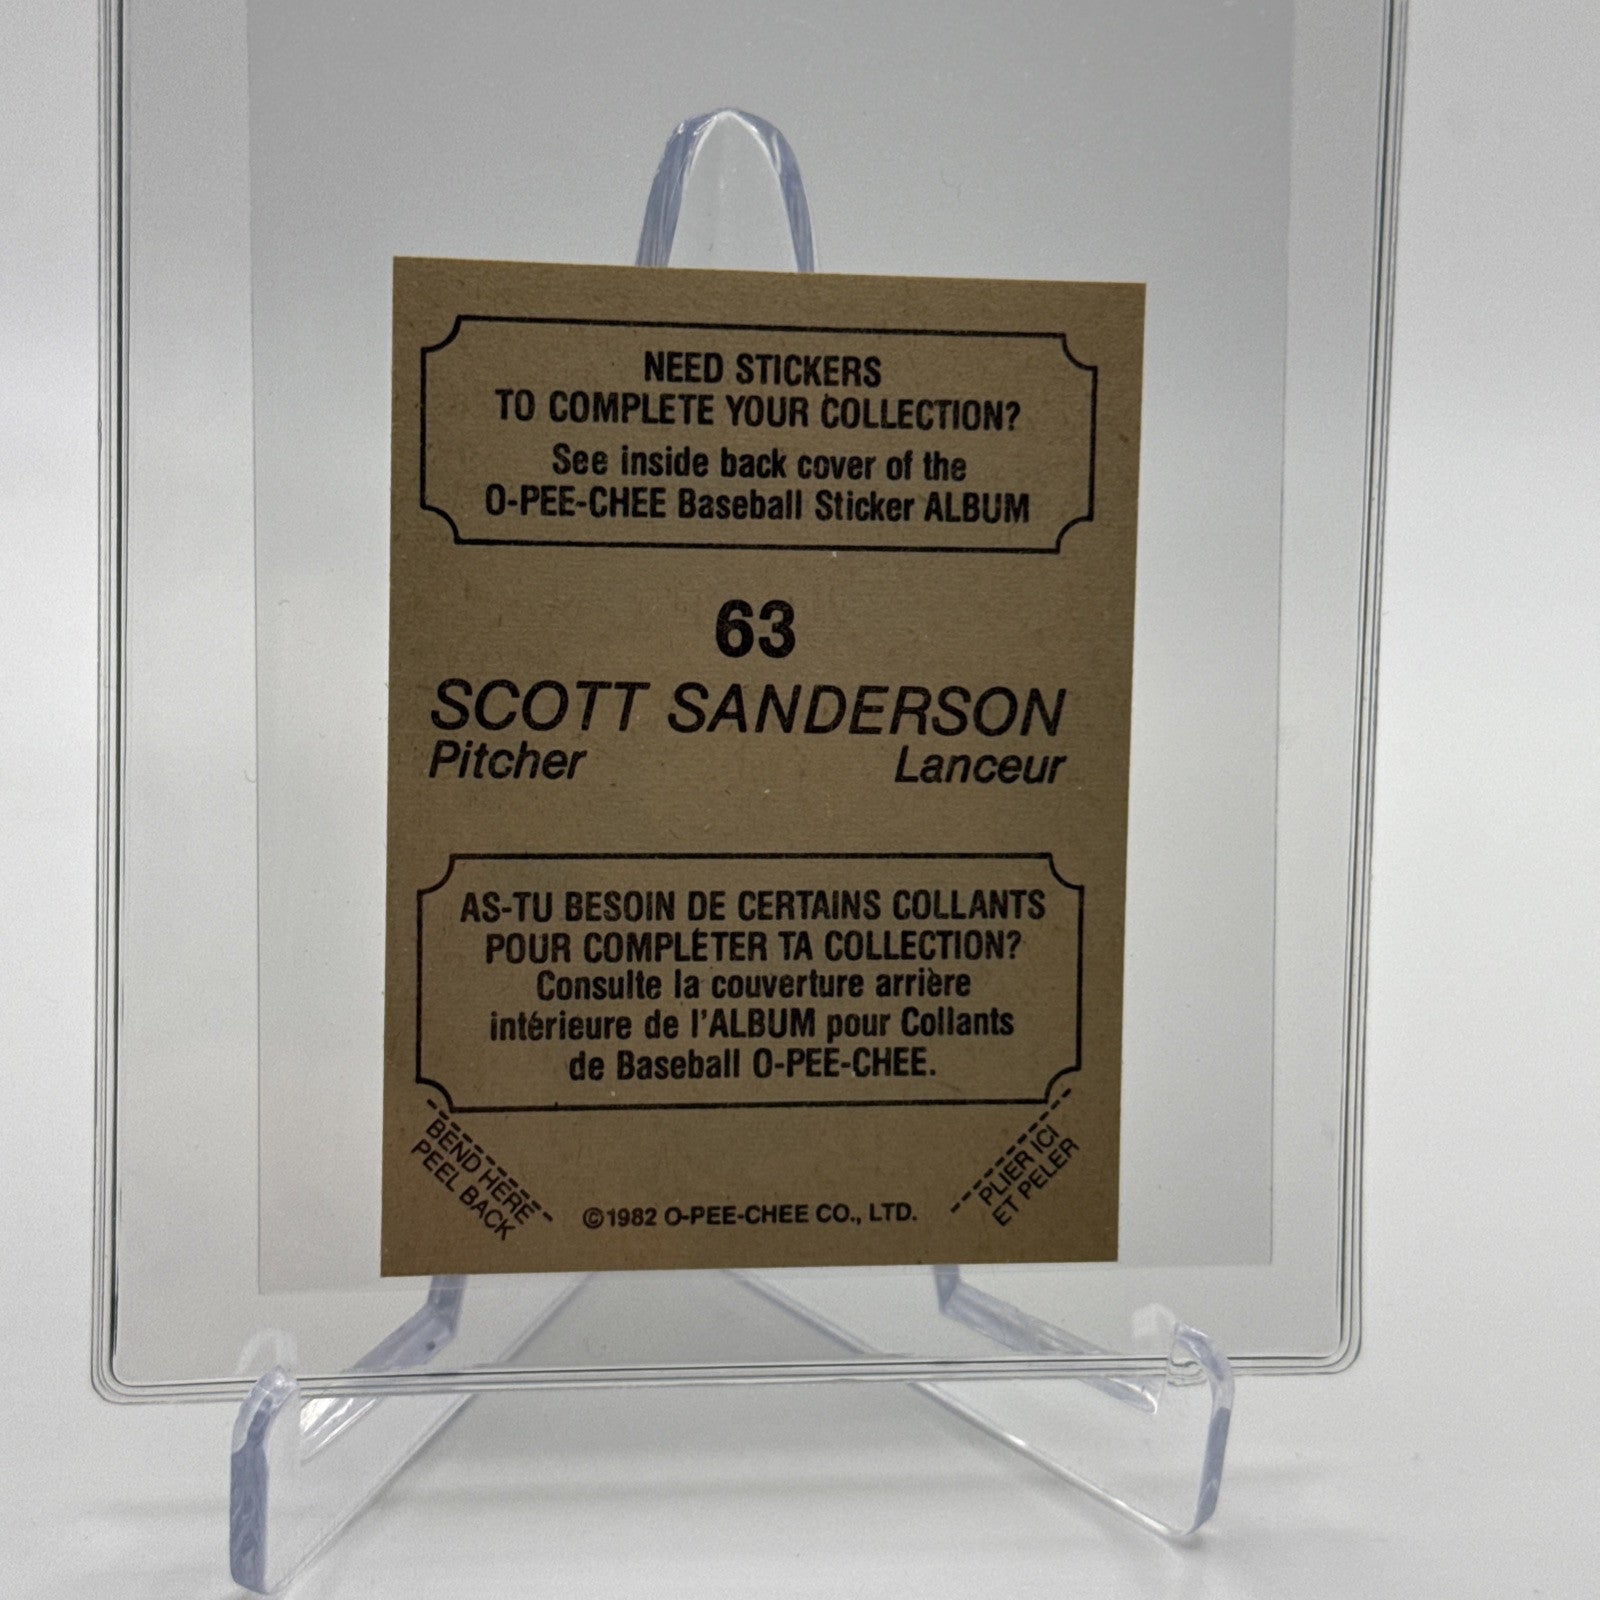 NEED STICKERS
TO COMPLETE YOUR COLLECTION?
See inside back cover of the
O-PEE-CHEE Baseball Sticker ALBUM
63
SCOTT SANDERSON
Pitcher Lanceur
AS-TU BESOIN DE CERTAINS COLLANTS
POUR COMPLÉTER TA COLLECTION?
Consulte la couverture arrière
intérieure de l'ALBUM pour Collants
de Baseball O-PEE-CHEE.
BEND HERE
PEEL BACK
©1982 O-PEE-CHEE CO., LTD.
PLIER ICI
ET PELER